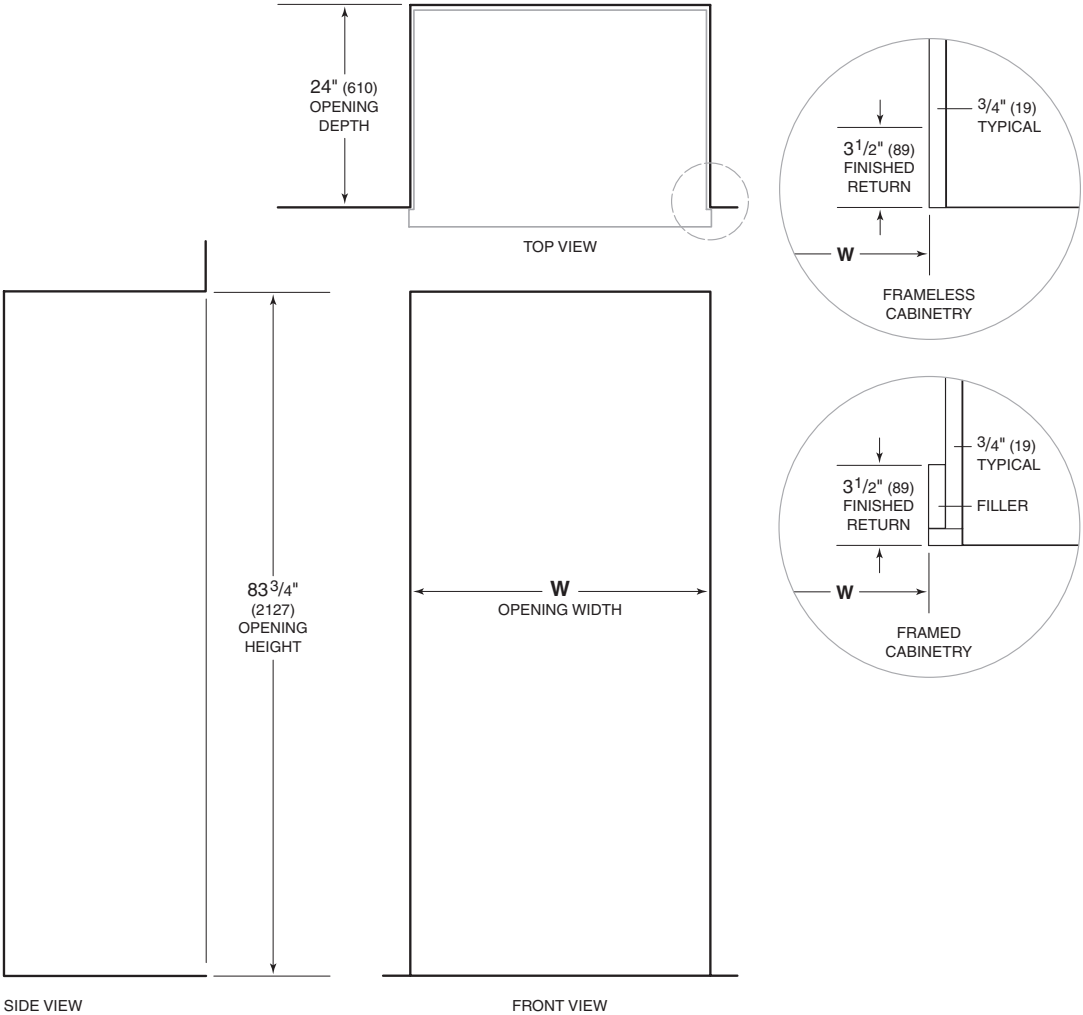 24" (610)
OPENING
DEPTH
TOP VIEW
3/4" (19)
TYPICAL
3 1/2" (89)
FINISHED
RETURN
W
FRAMELESS
CABINETRY
3/4" (19)
TYPICAL
3 1/2" (89)
FINISHED
RETURN
FILLER
W
FRAMED
CABINETRY
83 3/4"
(2127)
OPENING
HEIGHT
W
OPENING WIDTH
SIDE VIEW
FRONT VIEW